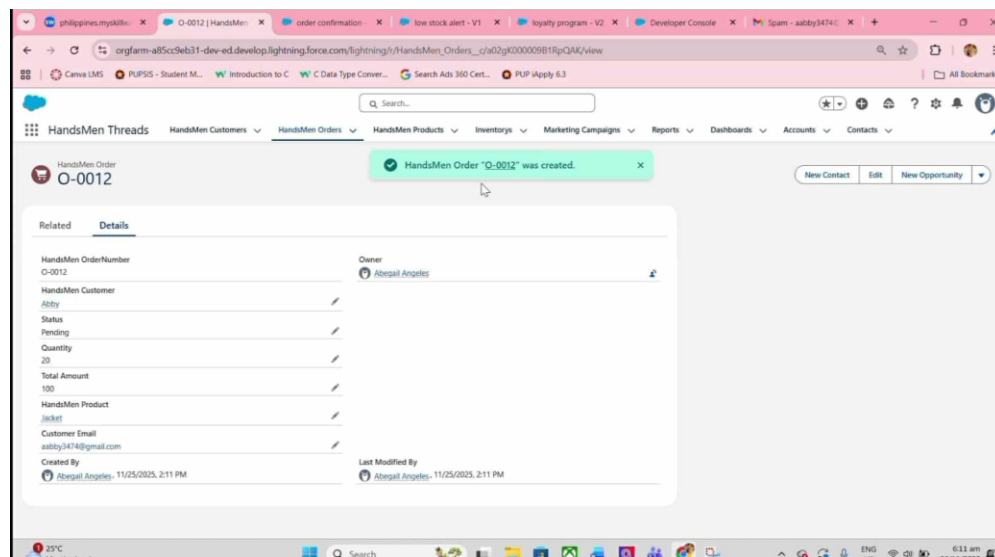 philippines.myskillw
O-0012 | HandsMen
order confirmation -
low stock alert - V1
loyalty program - V2
Developer Console
Spam - aabby3474@
orgfarm-a85cc9eb31-dev-ed.develop.lightning.force.com/lightning/r/HandsMen_Orders__c/a02gK000009B1RpQAK/view
Canva LMS
PUPSIS - Student M...
Introduction to C
C Data Type Conver...
Search Ads 360 Cert...
PUP iApply 6.3
All Bookmark
Search...
HandsMen Threads
HandsMen Customers
HandsMen Orders
HandsMen Products
Inventorys
Marketing Campaigns
Reports
Dashboards
Accounts
Contacts
HandsMen Order
O-0012
HandsMen Order "O-0012" was created.
New Contact
Edit
New Opportunity
Related
Details
HandsMen OrderNumber
O-0012
Owner
Abegail Angeles
HandsMen Customer
Abby
Status
Pending
Quantity
20
Total Amount
100
HandsMen Product
Jacket
Customer Email
aabby3474@gmail.com
Created By
Abegail Angeles, 11/25/2025, 2:11 PM
Last Modified By
Abegail Angeles, 11/25/2025, 2:11 PM
25°C
Search
ENG
6:11 am